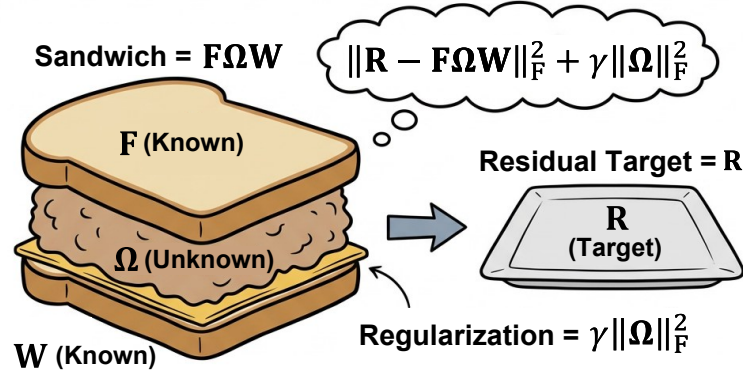 Sandwich = FΩW
‖R − FΩW‖²_F + γ‖Ω‖²_F
F (Known)
Residual Target = R
R
(Target)
Ω (Unknown)
Regularization = γ‖Ω‖²_F
W (Known)